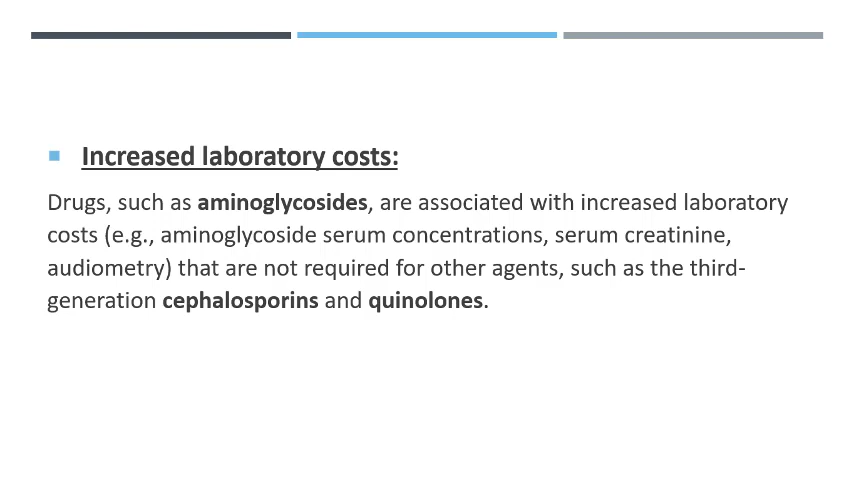 Increased laboratory costs:
Drugs, such as aminoglycosides, are associated with increased laboratory
costs (e.g., aminoglycoside serum concentrations, serum creatinine,
audiometry) that are not required for other agents, such as the third-
generation cephalosporins and quinolones.